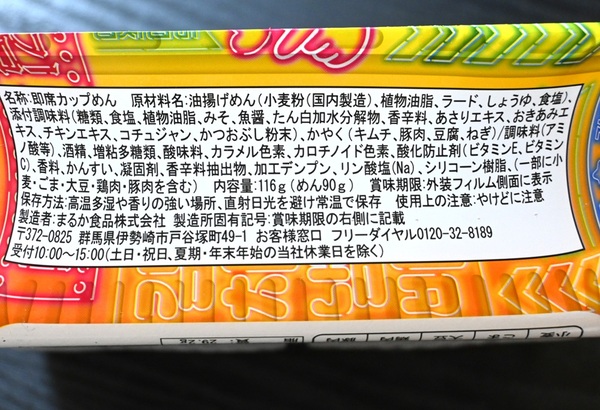 名称:即席カップめん　原材料名:油揚げめん(小麦粉(国内製造)、植物油脂、ラード、しょうゆ、食塩)、
添付調味料(糖類、食塩、植物油脂、みそ、魚醤、たん白加水分解物、香辛料、あさりエキス、おきあみエ
キス、チキンエキス、コチュジャン、かつおぶし粉末)、かやく(キムチ、豚肉、豆腐、ねぎ)/調味料(アミ
ノ酸等)、酒精、増粘多糖類、酸味料、カラメル色素、カロチノイド色素、酸化防止剤(ビタミンE、ビタミン
C)、香料、かんすい、凝固剤、香辛料抽出物、加工デンプン、リン酸塩(Na)、シリコーン樹脂、(一部に小
麦・ごま・大豆・鶏肉・豚肉を含む)　内容量:116g(めん90g)　賞味期限:外装フィルム側面に表示
保存方法:高温多湿や香りの強い場所、直射日光を避け常温で保存　使用上の注意:やけどに注意
製造者:まるか食品株式会社　製造所固有記号:賞味期限の右側に記載
〒372-0825 群馬県伊勢崎市戸谷塚町49-1 お客様窓口 フリーダイヤル0120-32-8189
受付10:00~15:00(土日・祝日、夏期・年末年始の当社休業日を除く)